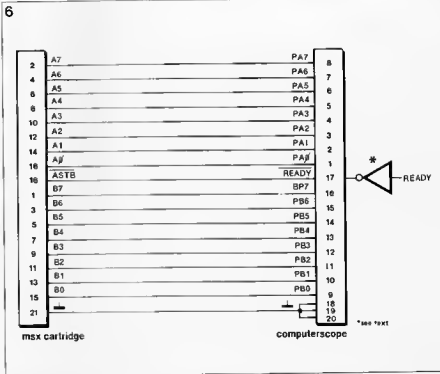 6
2 A7 PA7 8
4 A6 PA6 7
6 A5 PA5 6
8 A4 PA4 5
10 A3 PA3 4
12 A2 PA2 3
14 A1 PA1 2
16 AØ PAØ 1
18 ASTB READY 17
* READY
1 B7 BP7 16
3 B6 PB6 15
5 B5 PB5 14
7 B4 PB4 13
9 B3 PB3 12
11 B2 PB2 11
13 B1 PB1 10
15 B0 PB0 9
18
21 19
20
*see text
msx cartridge computerscope